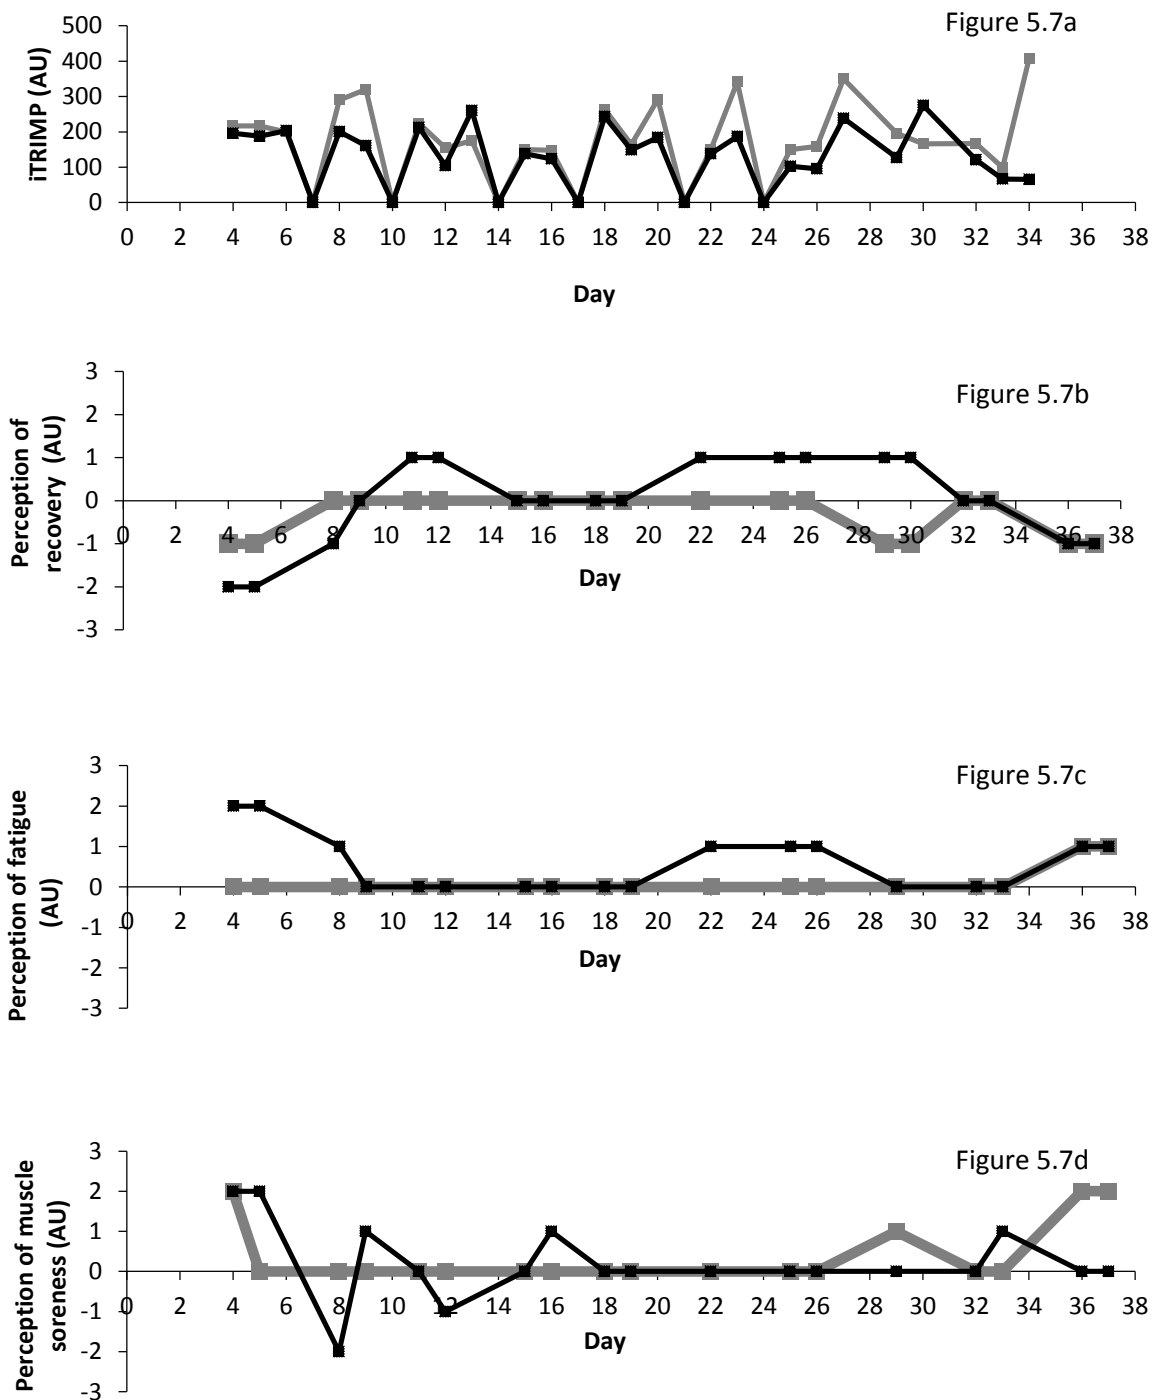 Figure 5.7a
iTRIMP (AU)
500
400
300
200
100
0
0 2 4 6 8 10 12 14 16 18 20 22 24 26 28 30 32 34 36 38
Day
Figure 5.7b
Perception of
recovery (AU)
3
2
1
0
-1
-2
-3
0 2 4 6 8 10 12 14 16 18 20 22 24 26 28 30 32 34 36 38
Day
Figure 5.7c
Perception of fatigue
(AU)
3
2
1
0
-1
-2
-3
0 2 4 6 8 10 12 14 16 18 20 22 24 26 28 30 32 34 36 38
Day
Figure 5.7d
Perception of muscle
soreness (AU)
3
2
1
0
-1
-2
-3
0 2 4 6 8 10 12 14 16 18 20 22 24 26 28 30 32 34 36 38
Day